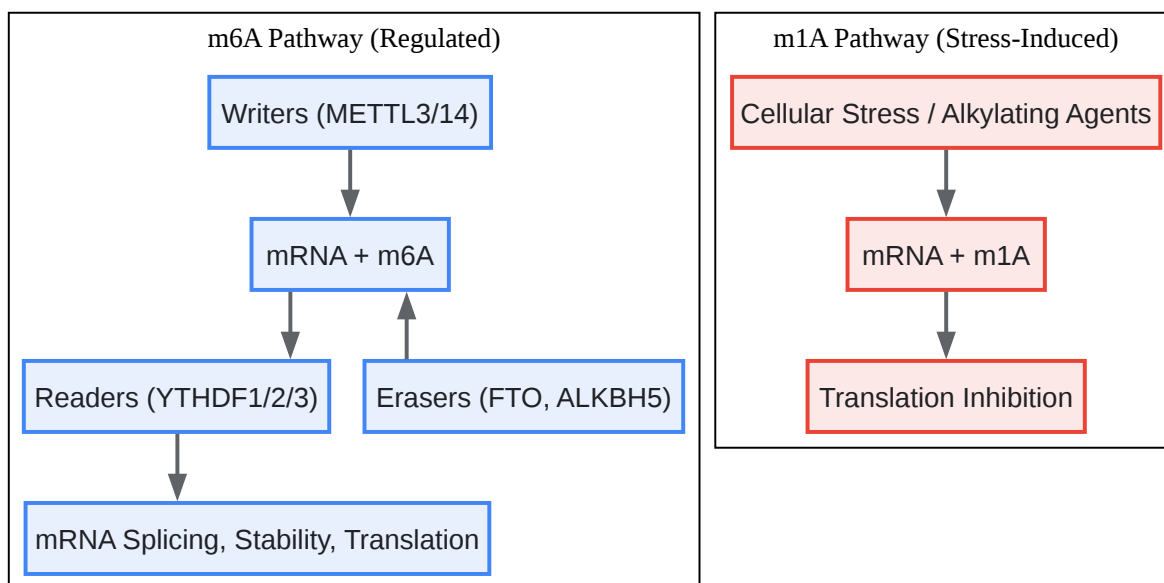 m6A Pathway (Regulated)
Writers (METTL3/14)
mRNA + m6A
Readers (YTHDF1/2/3)
Erasers (FTO, ALKBH5)
mRNA Splicing, Stability, Translation
m1A Pathway (Stress-Induced)
Cellular Stress / Alkylating Agents
mRNA + m1A
Translation Inhibition